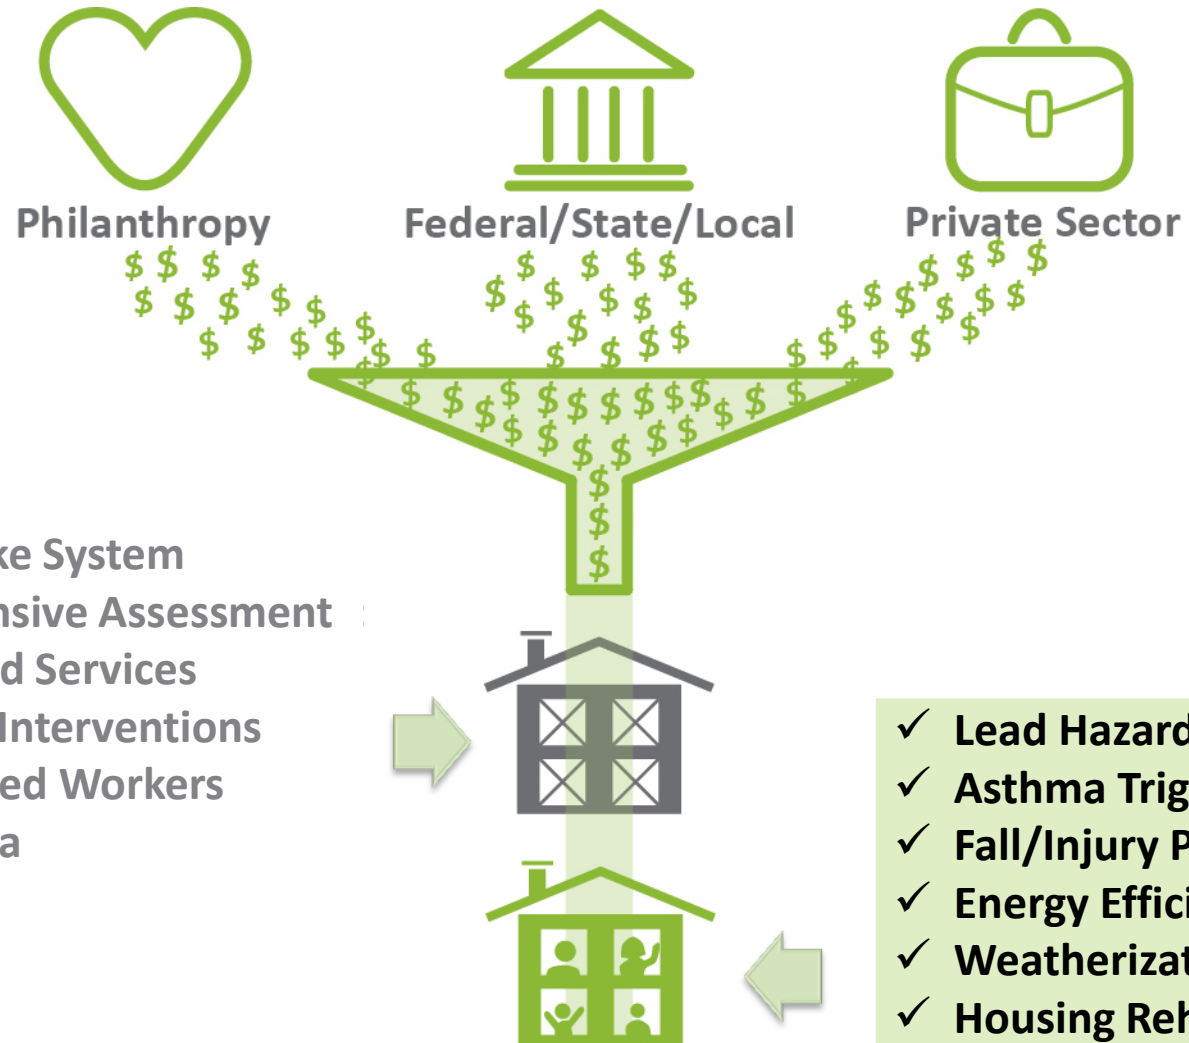 Philanthropy
Federal/State/Local
Private Sector
ke System
nsive Assessment
d Services
Interventions
ed Workers
a
✓ Lead Hazard
✓ Asthma Trig
✓ Fall/Injury P
✓ Energy Effici
✓ Weatherizat
✓ Housing Reh